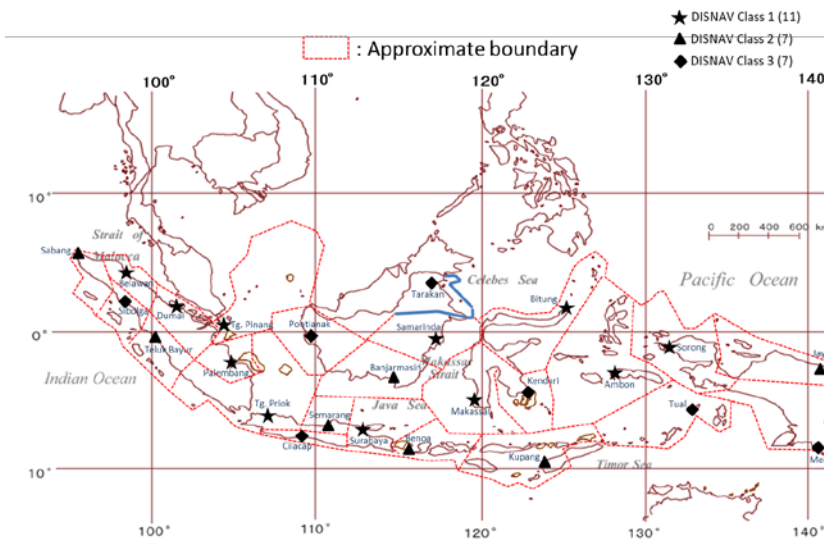 DISNAV Class 1 (11)
DISNAV Class 2 (7)
DISNAV Class 3 (7)
: Approximate boundary
100°
110°
120°
130°
140
10°
0 200 400 600
Strait of
Malacca
Sabang
Belawan
Celebes Sea
Pacific Ocean
Tarakan
Sibolga
Dumai
Bitung
Tg. Pinang
Pontianak
Samarinda
0°
Teluk Bayur
Sorong
Makassar
Strait
Indian Ocean
Palembang
Banjarmasin
Kendari
Ambon
Java Sea
Tg. Priok
Semarang
Makassar
Tual
Cilacap
Surabaya
Benoa
Kupang
Timor Sea
10°
100°
110°
120°
130°